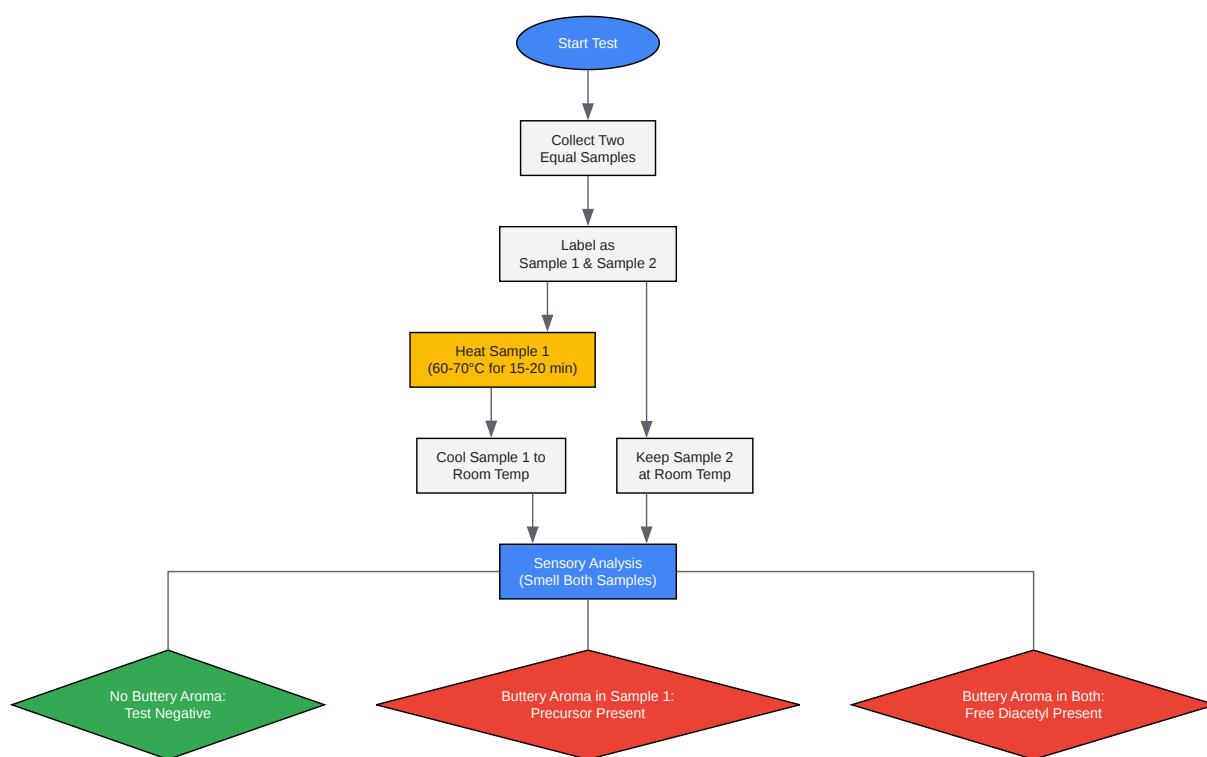 Start Test
Collect Two
Equal Samples
Label as
Sample 1 & Sample 2
Heat Sample 1
(60-70°C for 15-20 min)
Cool Sample 1 to
Room Temp
Keep Sample 2
at Room Temp
Sensory Analysis
(Smell Both Samples)
No Buttery Aroma:
Test Negative
Buttery Aroma in Sample 1:
Precursor Present
Buttery Aroma in Both:
Free Diacetyl Present